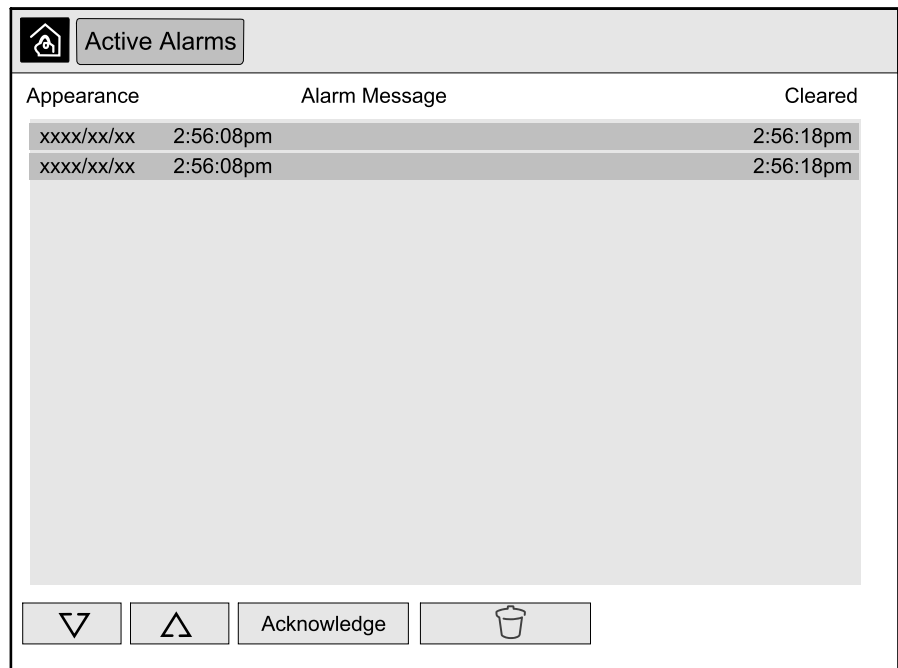 Active Alarms
Appearance Alarm Message Cleared
xxxx/xx/xx 2:56:08pm 2:56:18pm
xxxx/xx/xx 2:56:08pm 2:56:18pm
Acknowledge